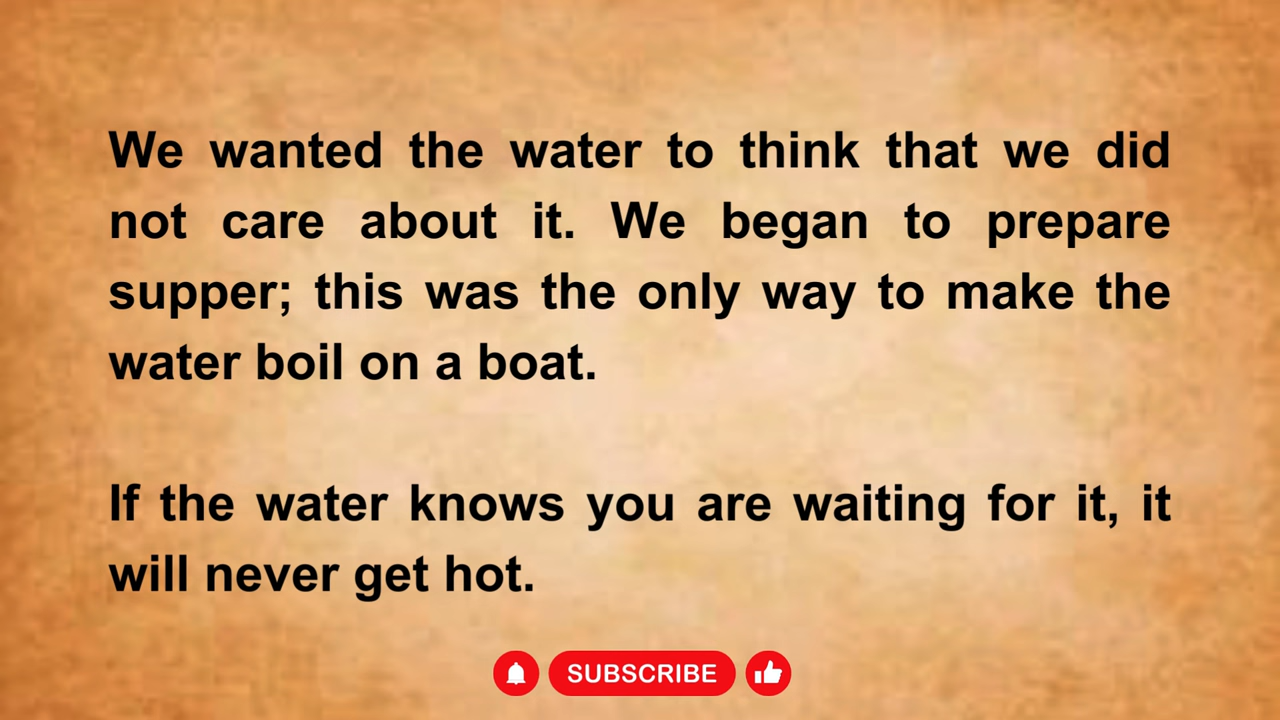 We wanted the water to think that we did
not care about it. We began to prepare
supper; this was the only way to make the
water boil on a boat.
If the water knows you are waiting for it, it
will never get hot.
SUBSCRIBE